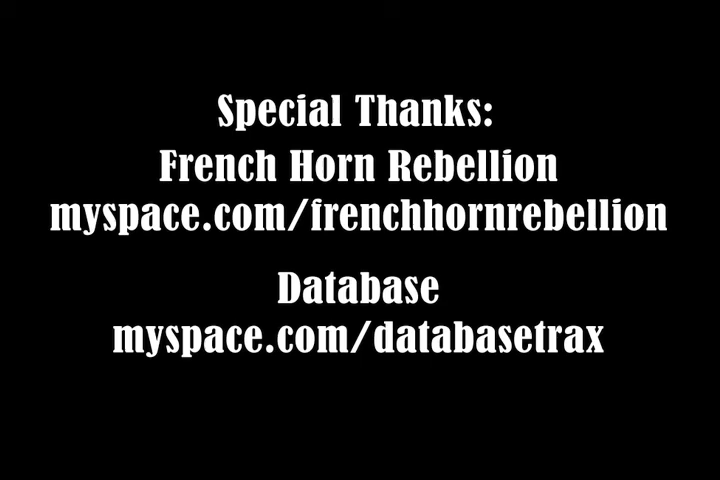 Special Thanks:
French Horn Rebellion
myspace.com/frenchhornrebellion
Database
myspace.com/databasetrax